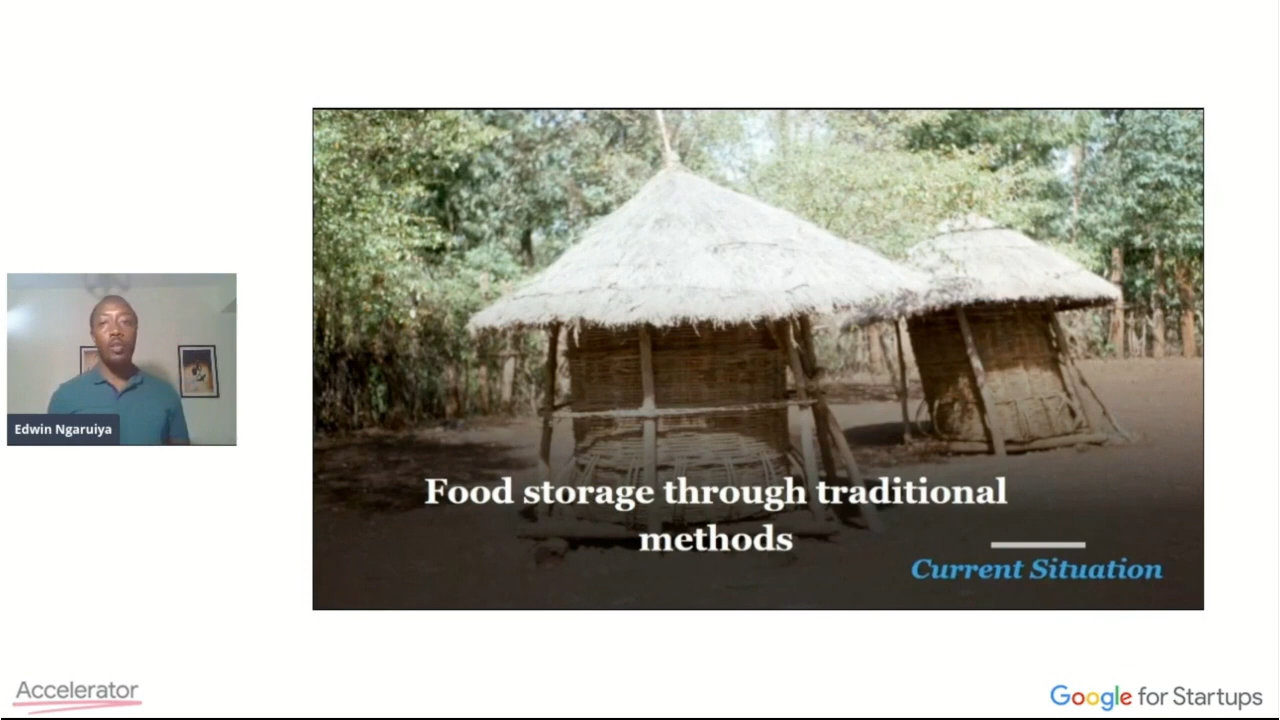 Edwin Ngaruiya
Food storage through traditional
methods
Current Situation
Accelerator
Google for Startups